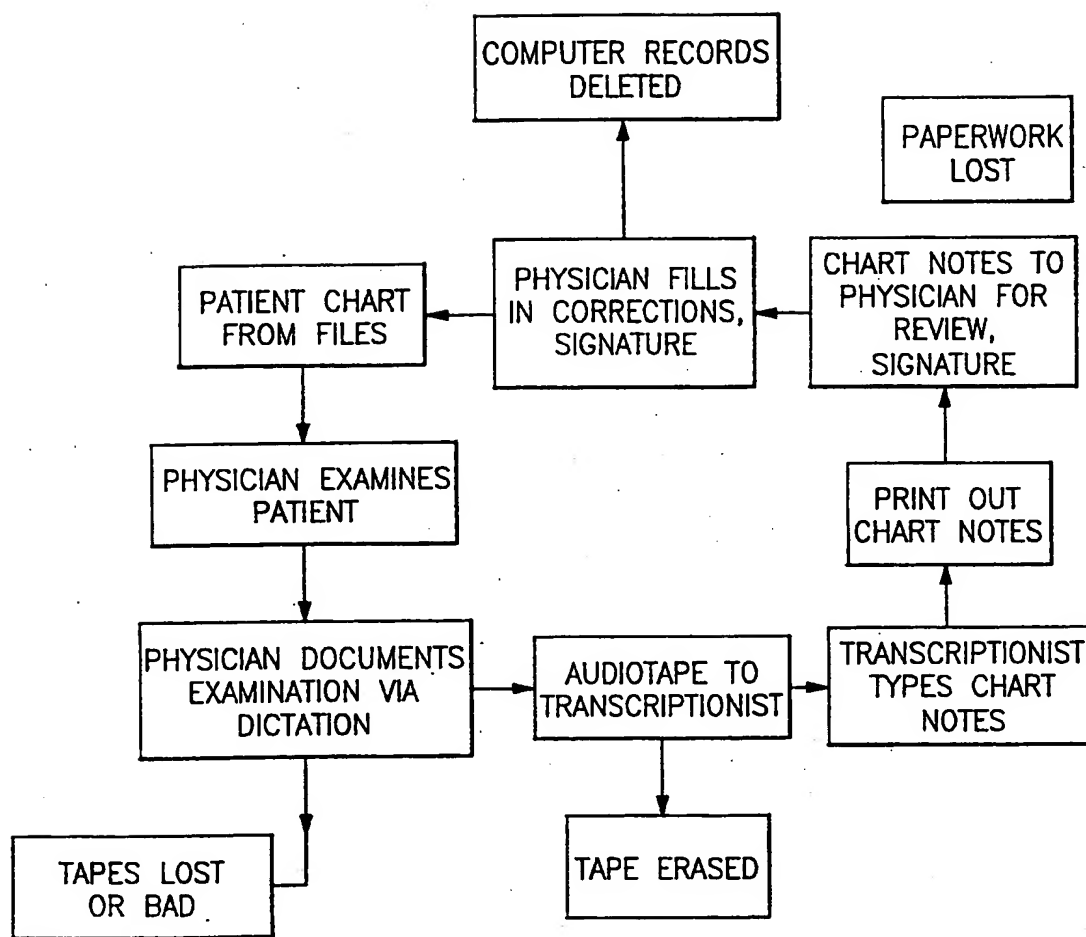 COMPUTER RECORDS
DELETED
PAPERWORK
LOST
PATIENT CHART
FROM FILES
PHYSICIAN FILLS
IN CORRECTIONS,
SIGNATURE
CHART NOTES TO
PHYSICIAN FOR
REVIEW,
SIGNATURE
PHYSICIAN EXAMINES
PATIENT
PRINT OUT
CHART NOTES
PHYSICIAN DOCUMENTS
EXAMINATION VIA
DICTATION
AUDIOTAPE TO
TRANSCRIPTIONIST
TRANSCRIPTIONIST
TYPES CHART
NOTES
TAPES LOST
OR BAD
TAPE ERASED